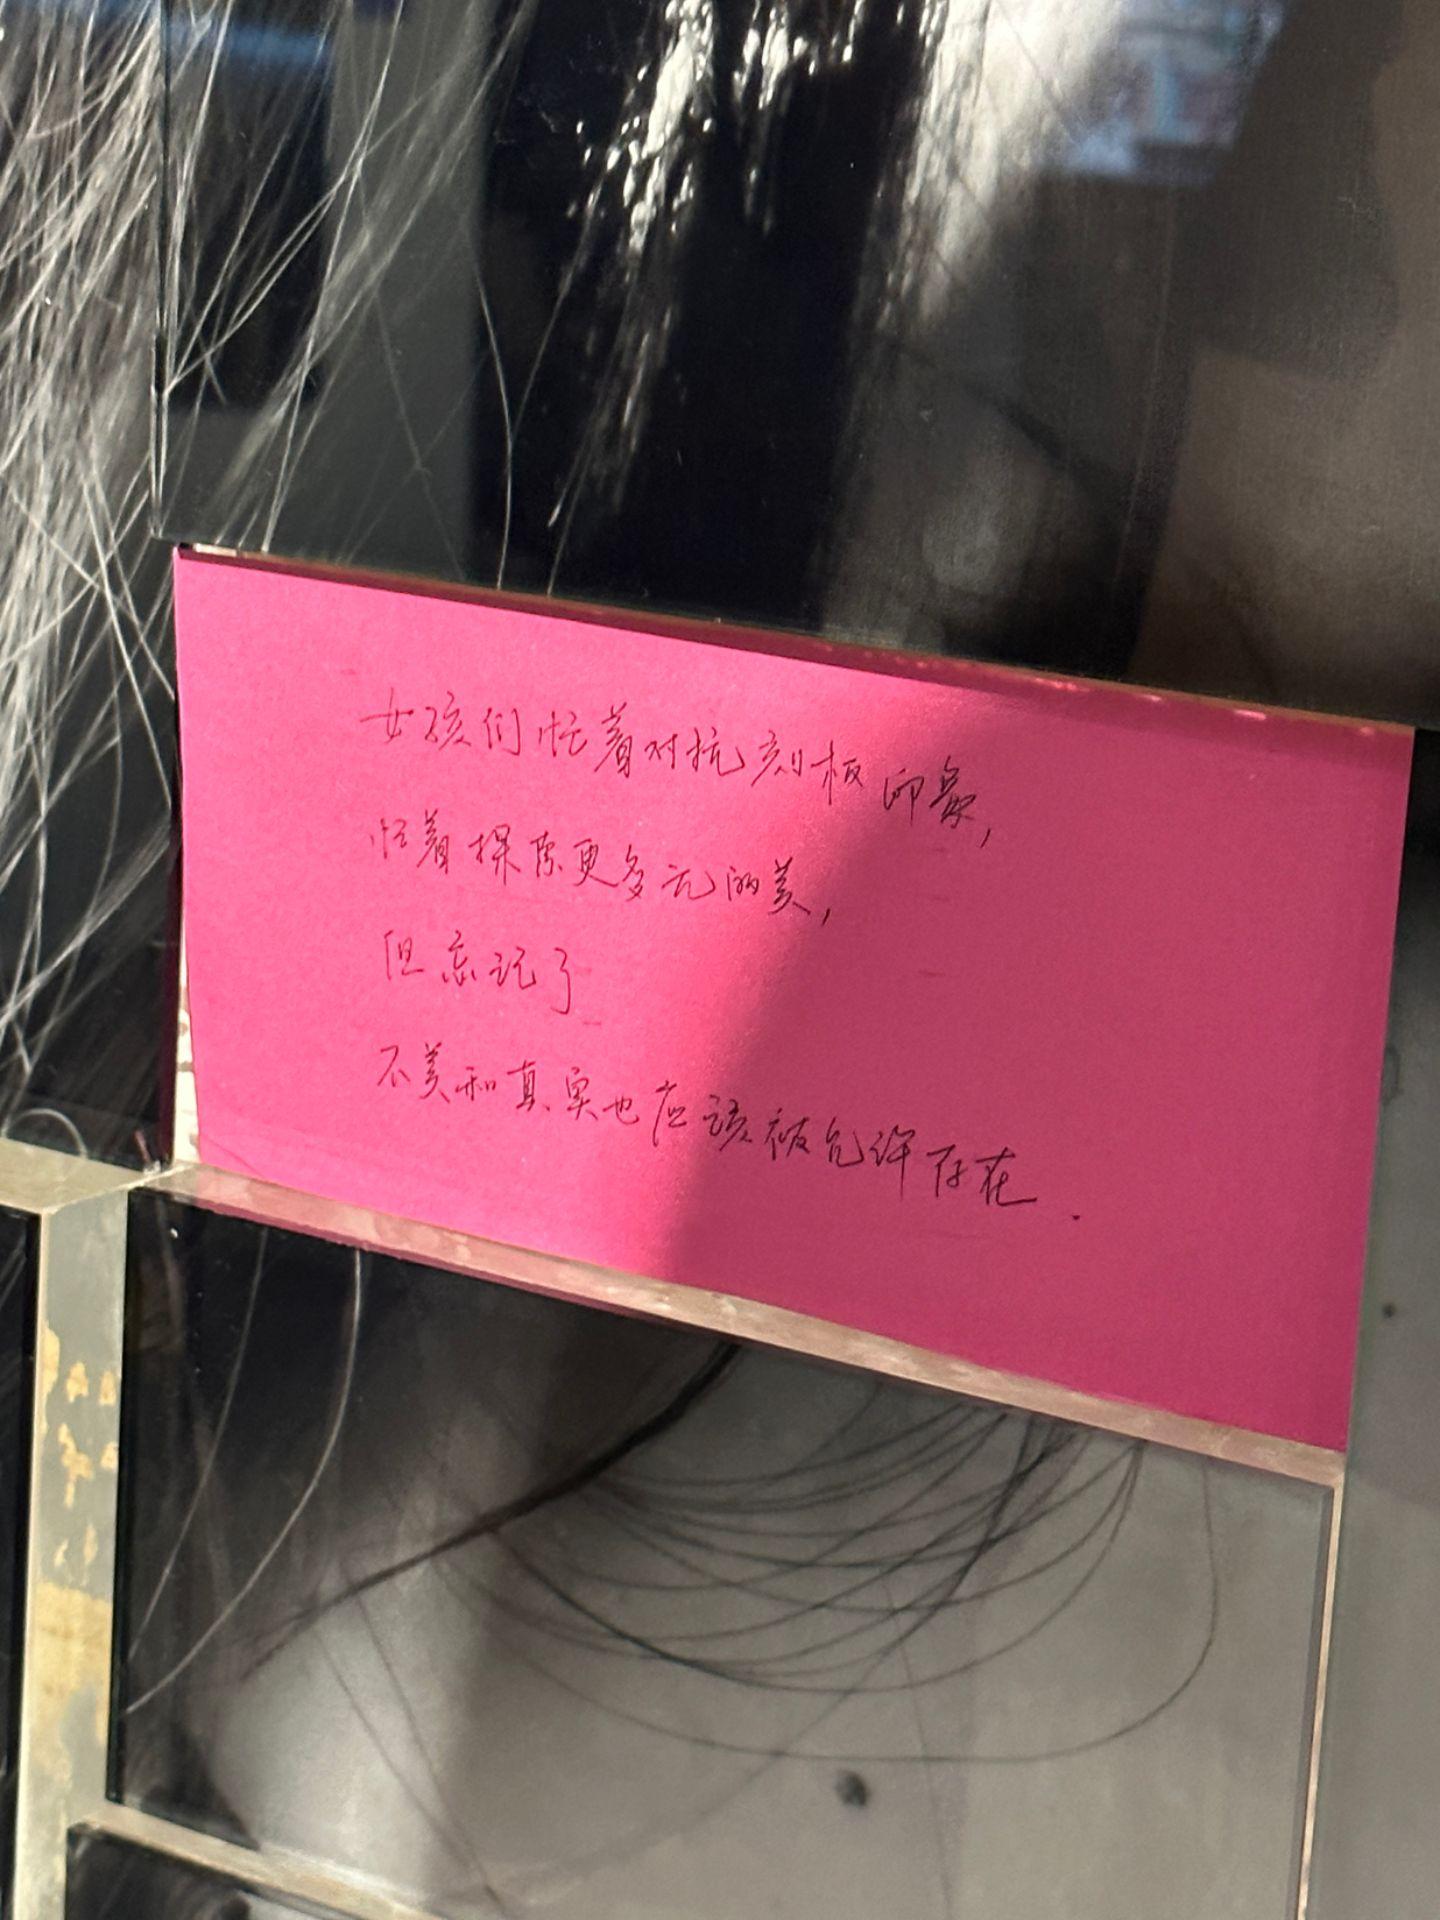 女孩们忙着对抗刻板印象,
忙着探索更多元的美,
但忘记了
不美和真实也应该被允许存在.